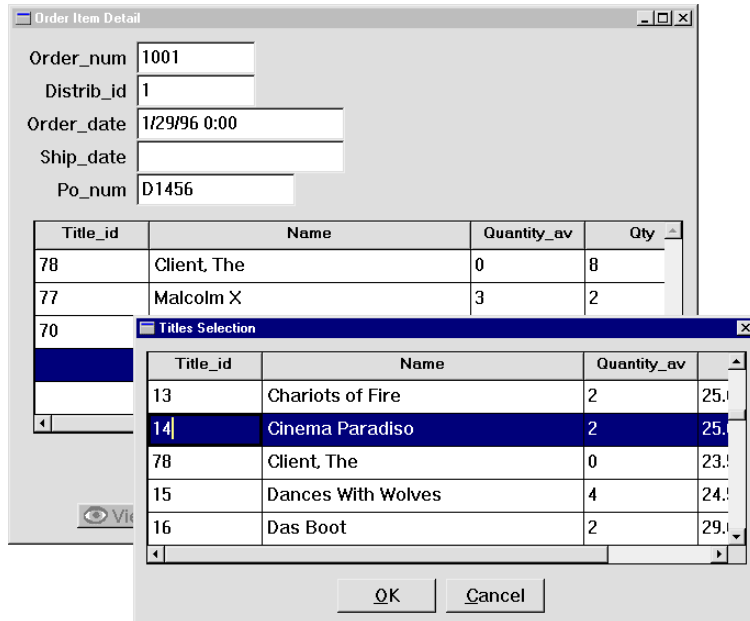 Order Item Detail
Order_num 1001
Distrib_id 1
Order_date 1/29/96 0:00
Ship_date
Po_num D1456
Title_id Name Quantity_av Qty
78 Client, The 0 8
77 Malcolm X 3 2
70
Titles Selection
Title_id Name Quantity_av
13 Chariots of Fire 2
14 Cinema Paradiso 2
78 Client, The 0
15 Dances With Wolves 4
16 Das Boot 2
OK Cancel